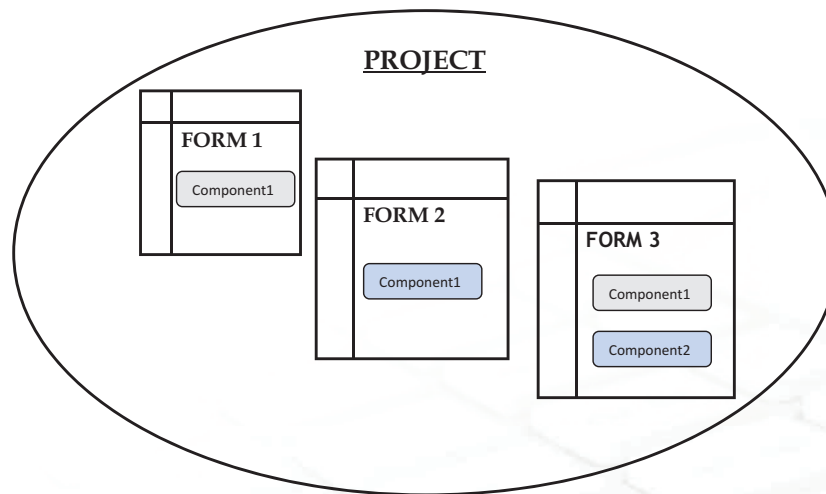 PROJECT
FORM 1
Component1
FORM 2
Component1
FORM 3
Component1
Component2